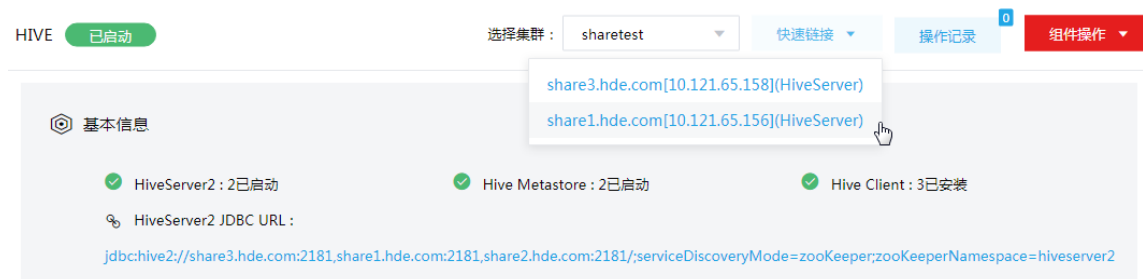 HIVE 已启动 选择集群： sharetest 快速链接 操作记录 0 组件操作
share3.hde.com[10.121.65.158](HiveServer)
share1.hde.com[10.121.65.156](HiveServer)
基本信息
HiveServer2 : 2已启动 Hive Metastore : 2已启动 Hive Client : 3已安装
HiveServer2 JDBC URL :
jdbc:hive2://share3.hde.com:2181,share1.hde.com:2181,share2.hde.com:2181/;serviceDiscoveryMode=zooKeeper;zooKeeperNamespace=hiveserver2